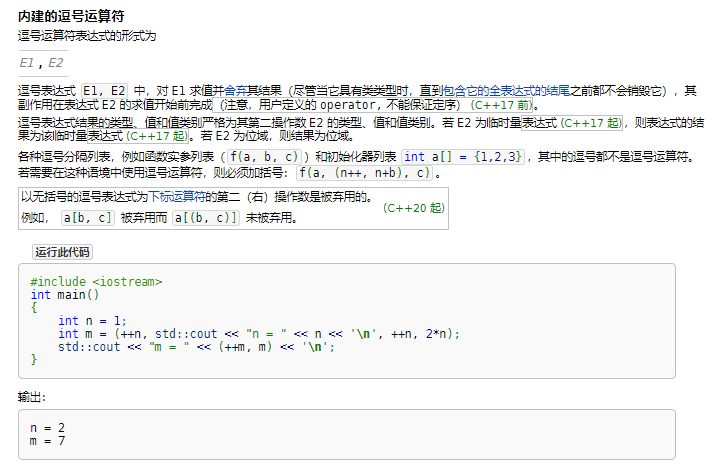 内建的逗号运算符
逗号运算符表达式的形式为
E1 , E2
逗号表达式 E1, E2 中，对 E1 求值并舍弃其结果（尽管当它具有类类型时，直到包含它的全表达式的结尾之前都不会销毁它），其
副作用在表达式 E2 的求值开始前完成（注意，用户定义的 operator, 不能保证定序）(C++17 前)。
逗号表达式结果的类型、值和值类别严格为其第二操作数 E2 的类型、值和值类别。若 E2 为临时量表达式 (C++17 起)，则表达式的结
果为该临时量表达式 (C++17 起)。若 E2 为位域，则结果为位域。
各种逗号分隔列表，例如函数实参列表（f(a, b, c)）和初始化器列表 int a[] = {1,2,3}，其中的逗号都不是逗号运算符。
若需要在这种语境中使用逗号运算符，则必须加括号：f(a, (n++, n+b), c)。
以无括号的逗号表达式为下标运算符的第二（右）操作数是被弃用的。
例如， a[b, c] 被弃用而 a[(b, c)] 未被弃用。
(C++20 起)
运行此代码
#include <iostream>
int main()
{
    int n = 1;
    int m = (++n, std::cout << "n = " << n << '\n', ++n, 2*n);
    std::cout << "m = " << (++m, m) << '\n';
}
输出：
n = 2
m = 7